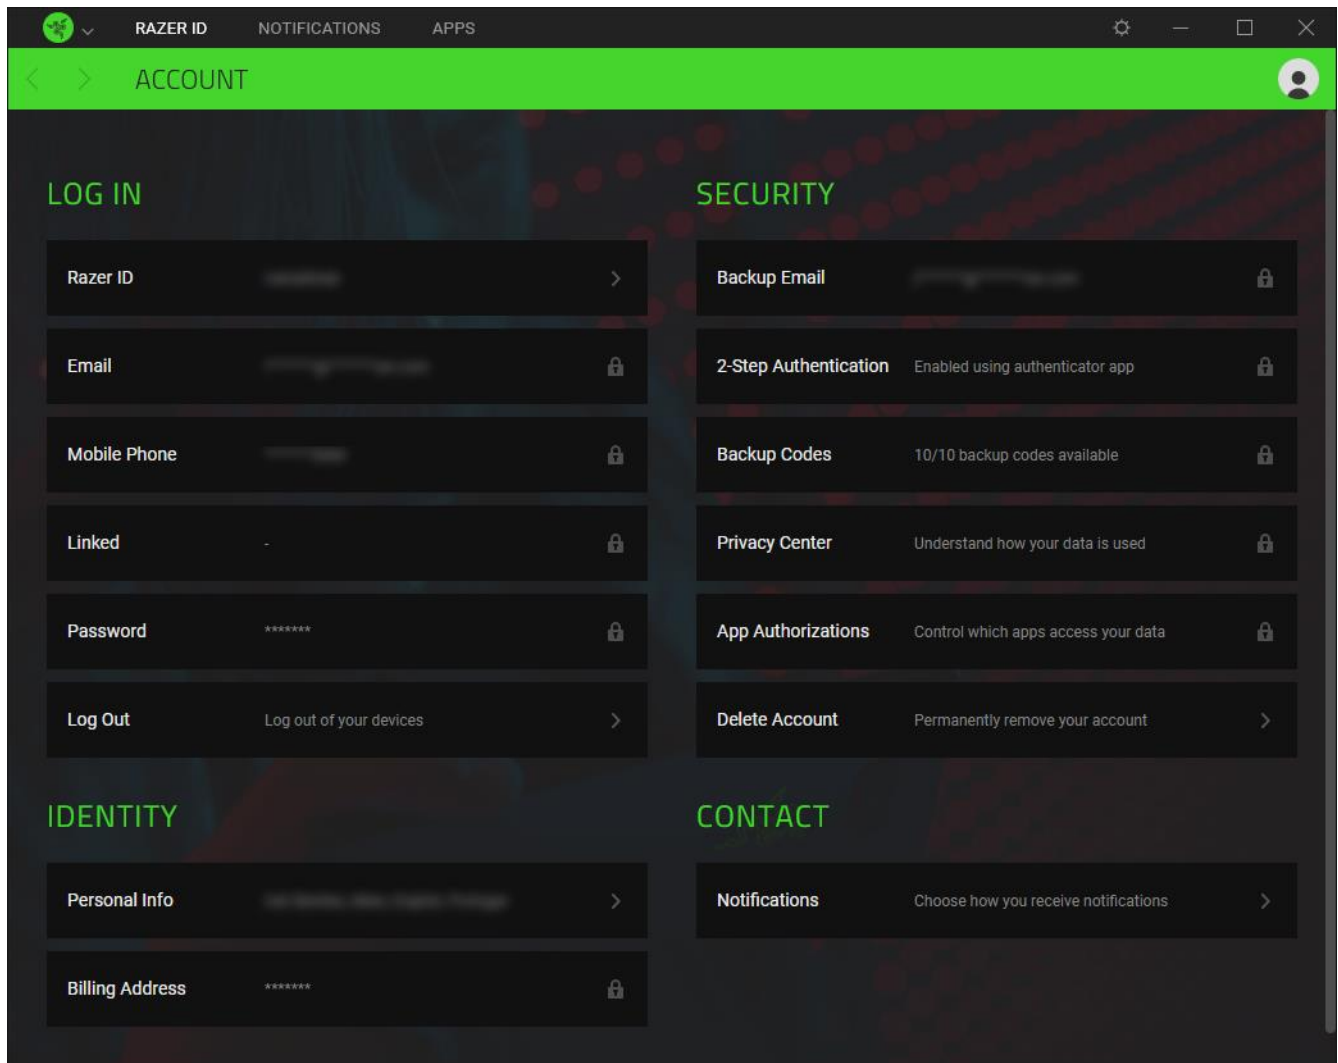 RAZER ID NOTIFICATIONS APPS
ACCOUNT
LOG IN
Razer ID
Email
Mobile Phone
Linked -
Password *******
Log Out Log out of your devices
SECURITY
Backup Email
2-Step Authentication Enabled using authenticator app
Backup Codes 10/10 backup codes available
Privacy Center Understand how your data is used
App Authorizations Control which apps access your data
Delete Account Permanently remove your account
IDENTITY
Personal Info
Billing Address *******
CONTACT
Notifications Choose how you receive notifications